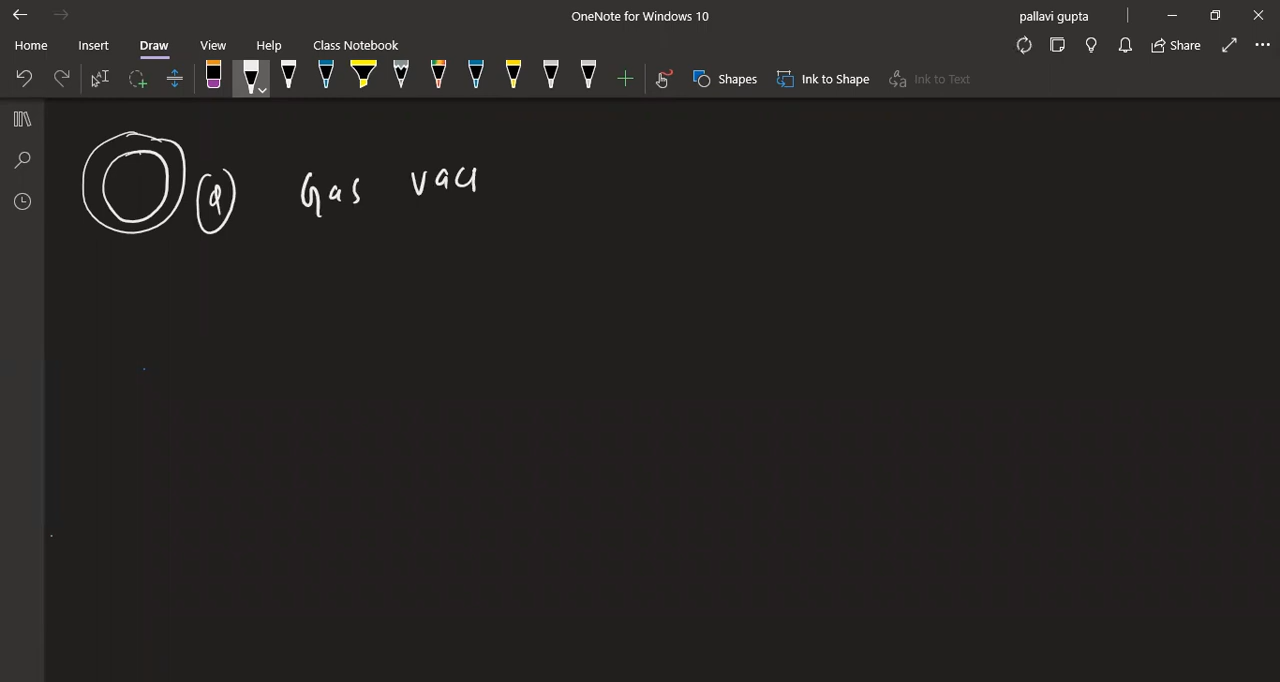 OneNote for Windows 10
pallavi gupta
Home Insert Draw View Help Class Notebook
Share
Shapes Ink to Shape Ink to Text
Gas vacu